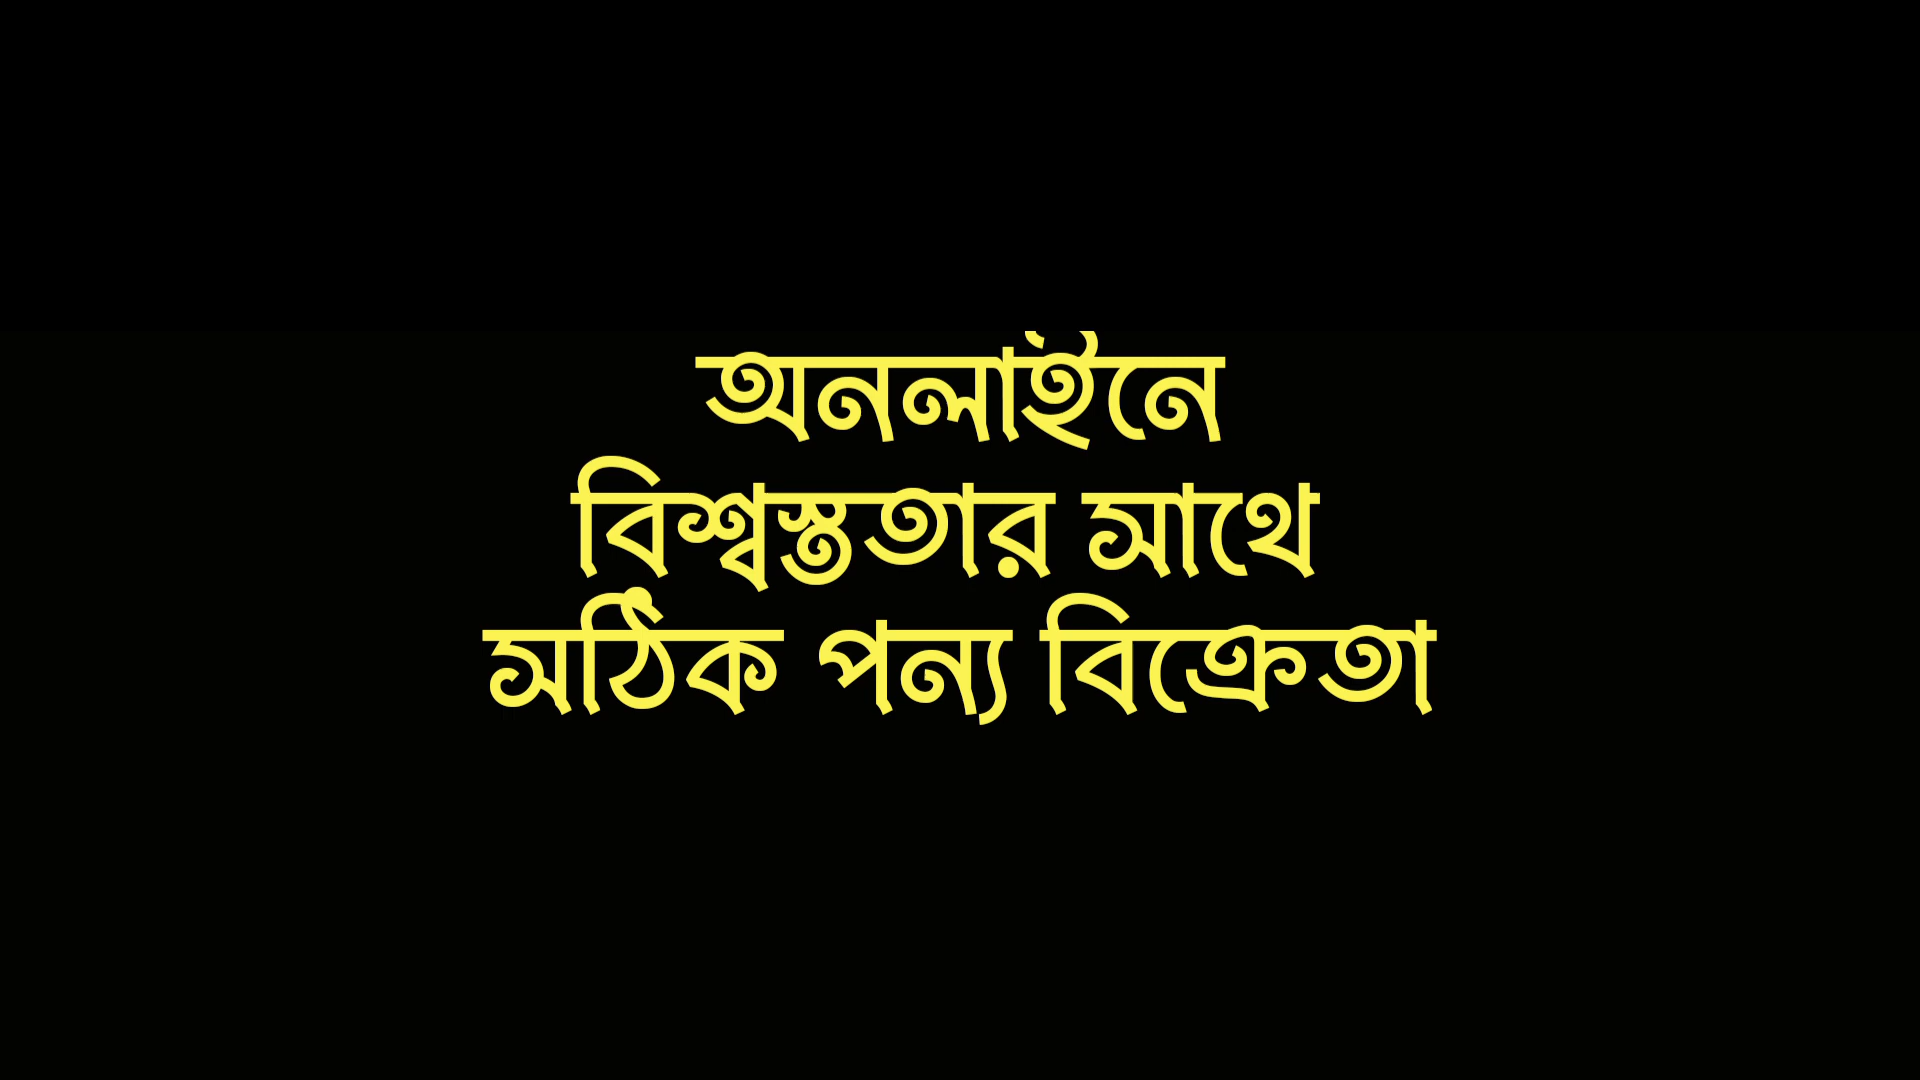 অনলাইনে
বিশ্বস্ততার সাথে
সঠিক পন্য বিক্রেতা